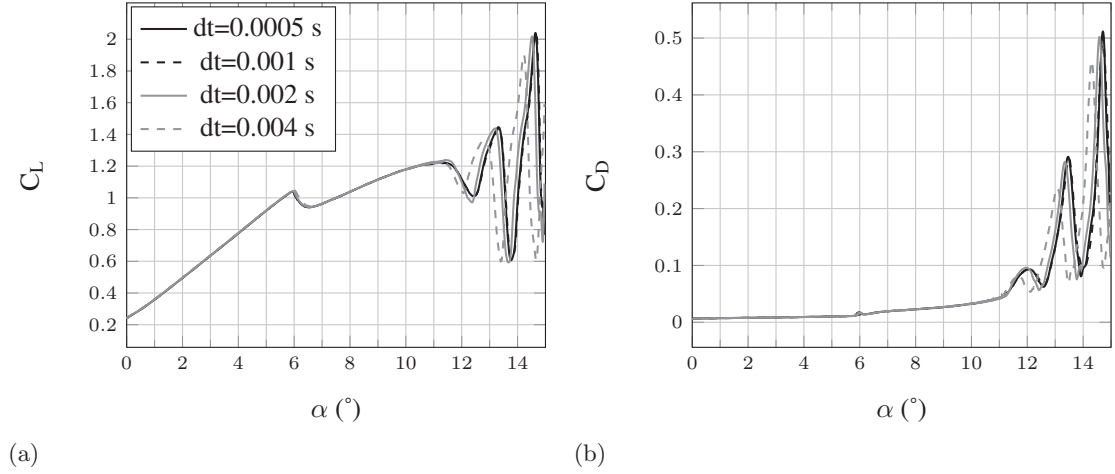 dt=0.0005 s
dt=0.001 s
dt=0.002 s
dt=0.004 s
2
1.8
1.6
1.4
1.2
1
0.8
0.6
0.4
0.2
0 2 4 6 8 10 12 14
C_L
α (°)
(a)
0.5
0.4
0.3
0.2
0.1
0
0 2 4 6 8 10 12 14
C_D
α (°)
(b)